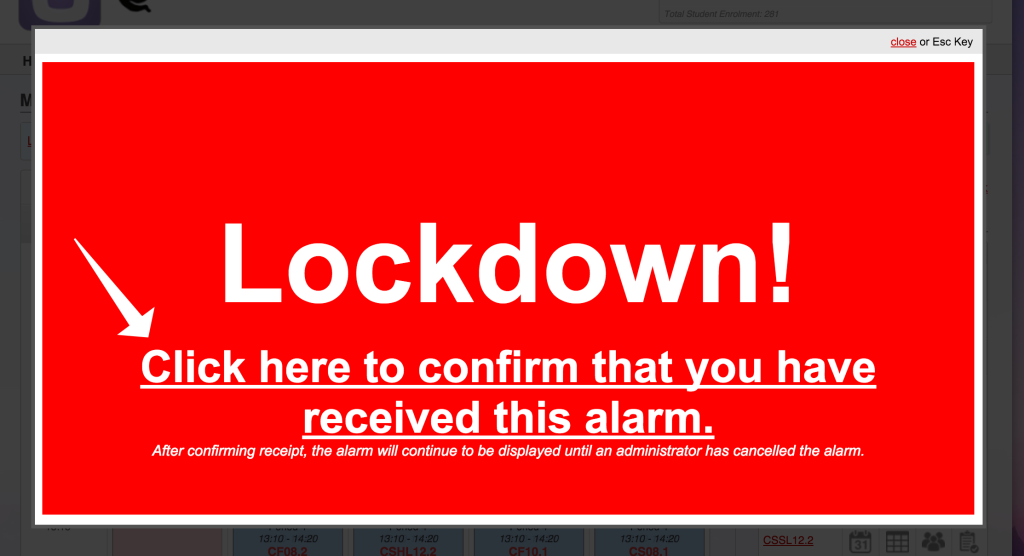 Total Student Enrolment: 281
close or Esc Key
H
M
L
Lockdown!
Click here to confirm that you have
received this alarm.
After confirming receipt, the alarm will continue to be displayed until an administrator has cancelled the alarm.
13:10 - 14:20 13:10 - 14:20 13:10 - 14:20 13:10 - 14:20
CF08.2 CSHL12.2 CF10.1 CS08.1 CSSL12.2
31